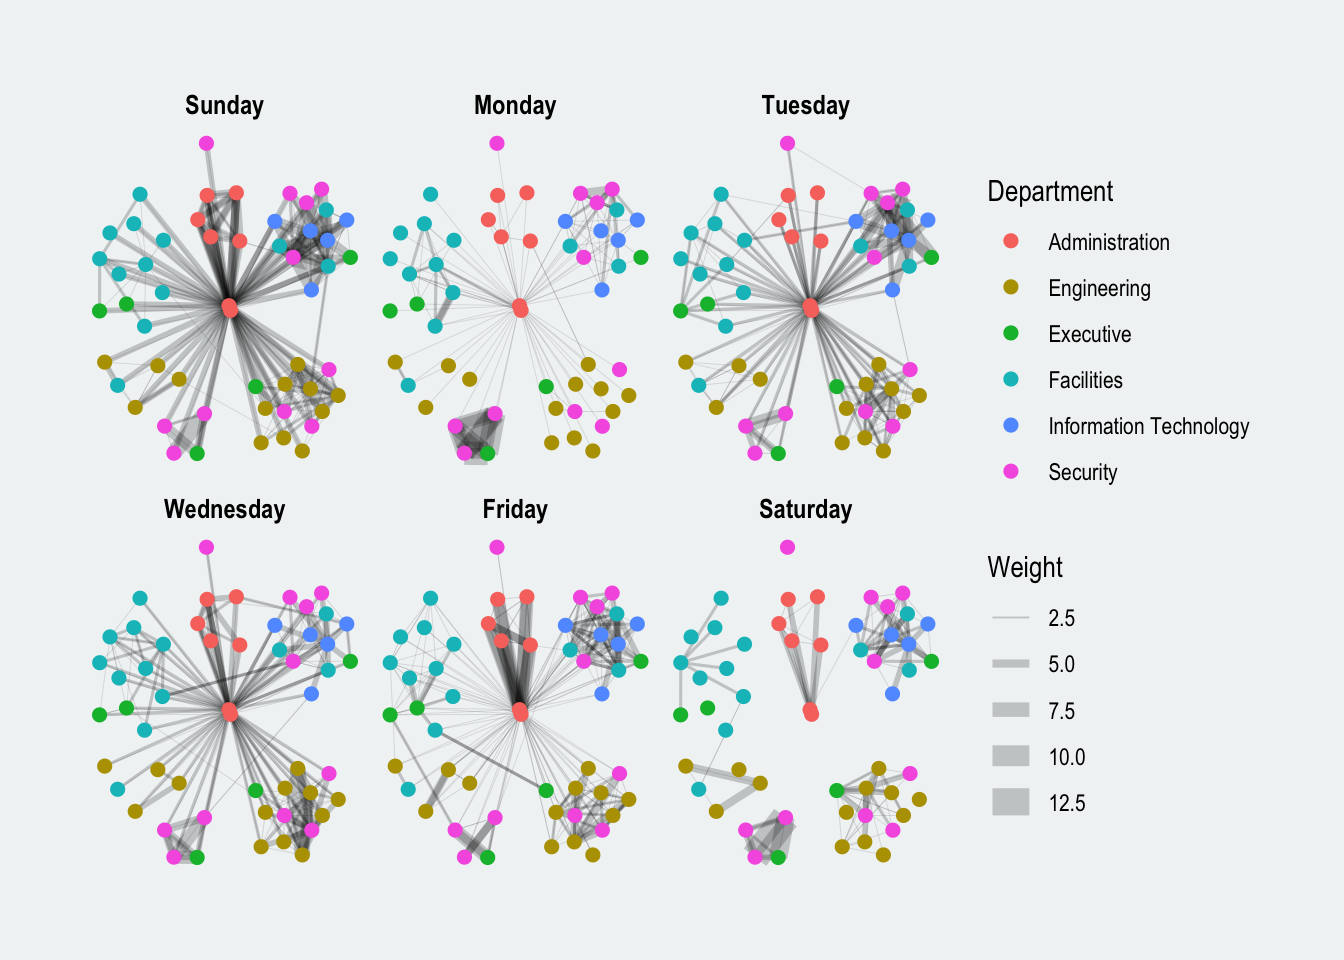 Sunday
Monday
Tuesday
Wednesday
Friday
Saturday
Department
Administration
Engineering
Executive
Facilities
Information Technology
Security
Weight
2.5
5.0
7.5
10.0
12.5